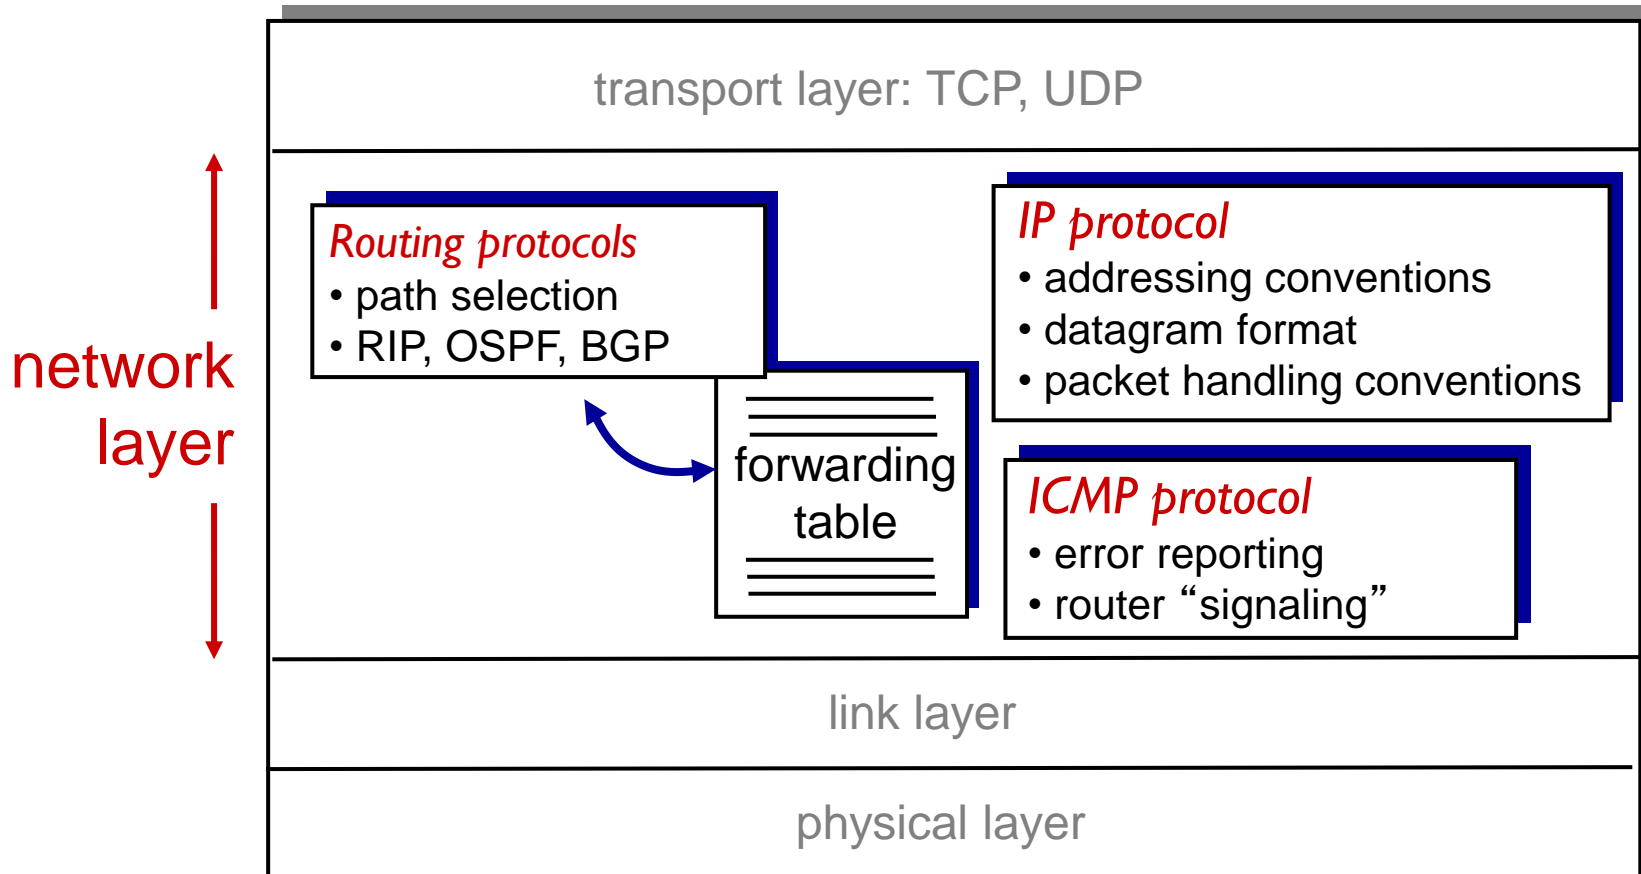 transport layer: TCP, UDP
network
layer
Routing protocols
• path selection
• RIP, OSPF, BGP
forwarding
table
IP protocol
• addressing conventions
• datagram format
• packet handling conventions
ICMP protocol
• error reporting
• router “signaling”
link layer
physical layer